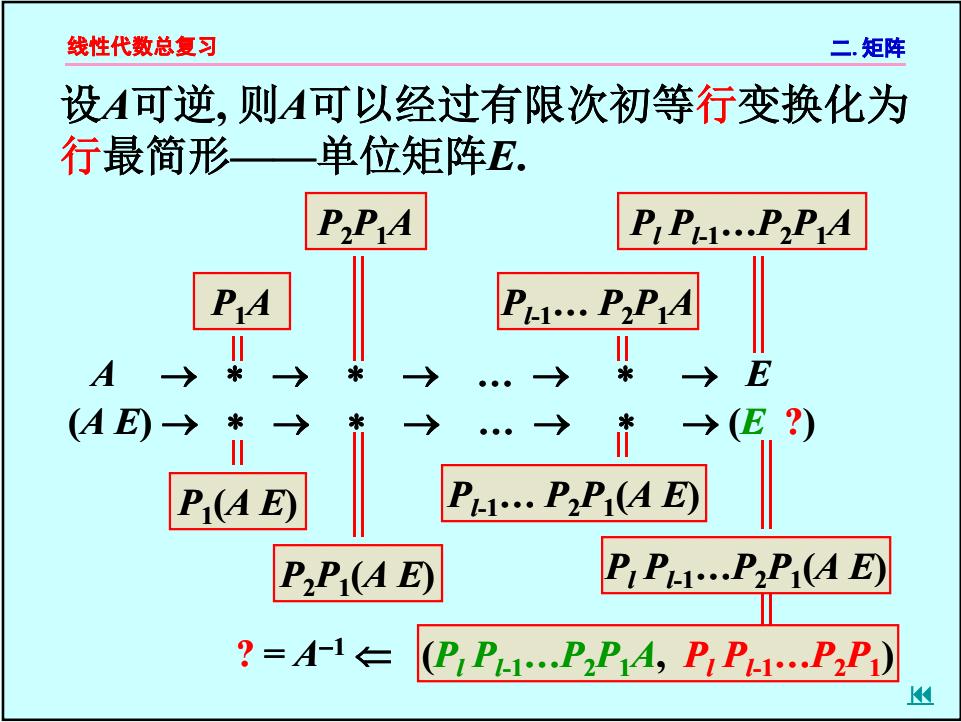 线性代数总复习
二. 矩阵
设A可逆, 则A可以经过有限次初等行变换化为
行最简形——单位矩阵E.
P₂P₁A
Pₗ Pₗ₋₁…P₂P₁A
P₁A
Pₗ₋₁… P₂P₁A
A → * → * → … → * → E
(A E) → * → * → … → * → (E ?)
P₁(A E)
Pₗ₋₁… P₂P₁(A E)
P₂P₁(A E)
Pₗ Pₗ₋₁…P₂P₁(A E)
? = A⁻¹ ⇐ (Pₗ Pₗ₋₁…P₂P₁A, Pₗ Pₗ₋₁…P₂P₁)